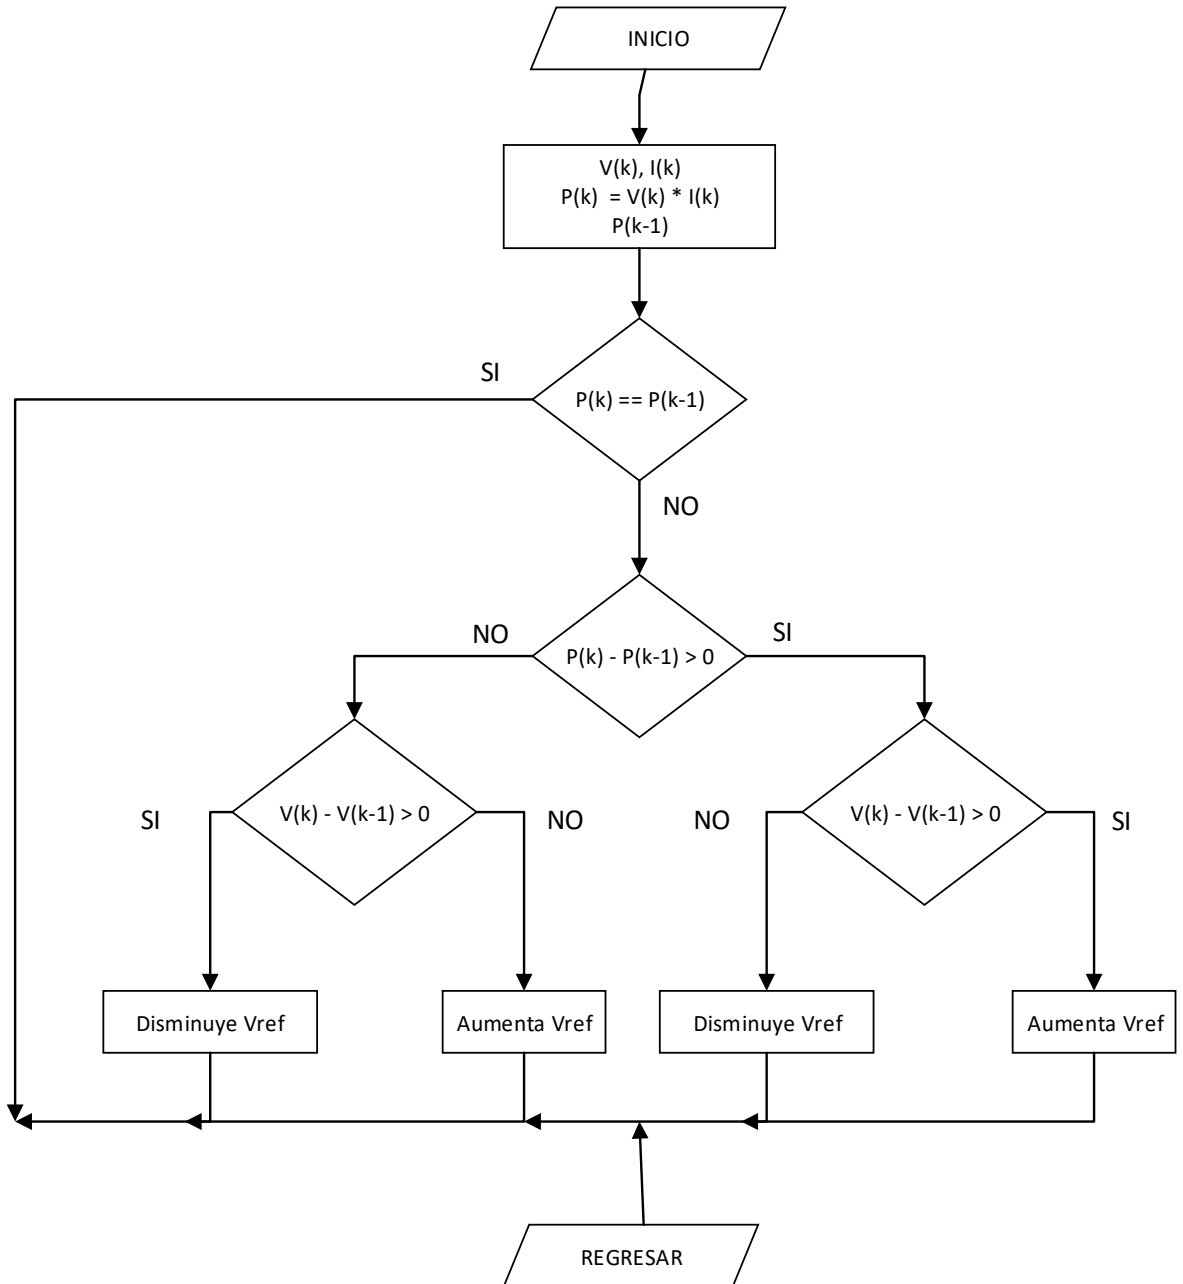 INICIO
V(k), I(k)
P(k) = V(k) * I(k)
P(k-1)
SI
P(k) == P(k-1)
NO
NO
SI
P(k) - P(k-1) > 0
SI
V(k) - V(k-1) > 0
NO
NO
V(k) - V(k-1) > 0
SI
Disminuye Vref
Aumenta Vref
Disminuye Vref
Aumenta Vref
REGRESAR